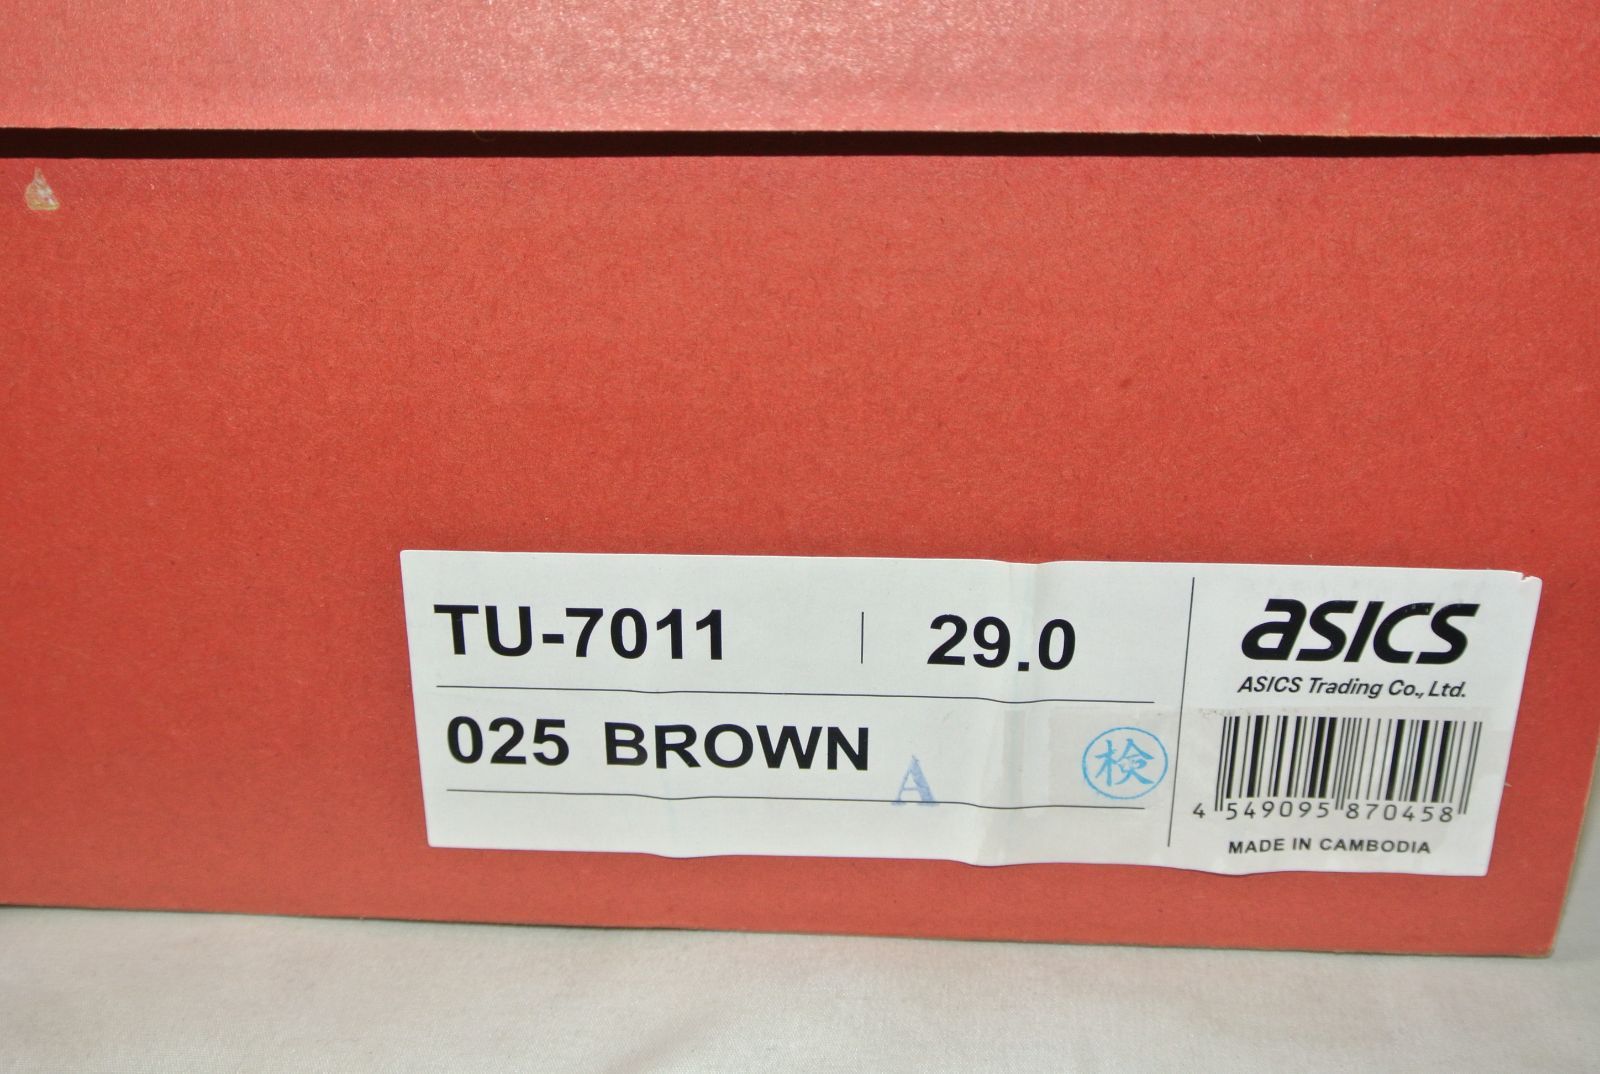 TU-7011 | 29.0
025 BROWN
A
検
asics
ASICS Trading Co., Ltd.
4 549095 870458
MADE IN CAMBODIA